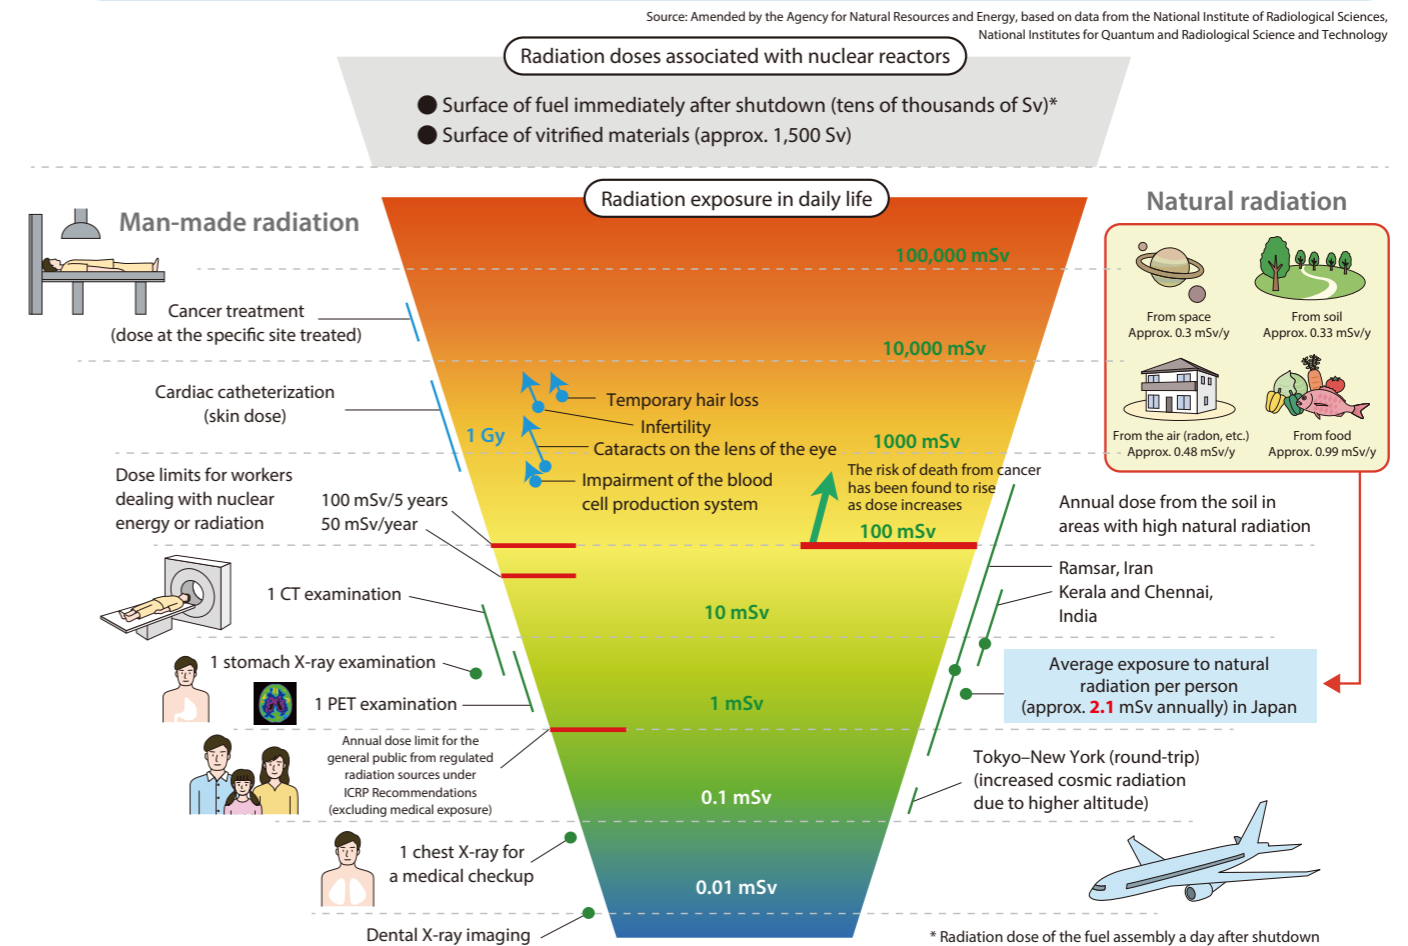 Source: Amended by the Agency for Natural Resources and Energy, based on data from the National Institute of Radiological Sciences,
National Institutes for Quantum and Radiological Science and Technology
Radiation doses associated with nuclear reactors
● Surface of fuel immediately after shutdown (tens of thousands of Sv)*
● Surface of vitrified materials (approx. 1,500 Sv)
Radiation exposure in daily life
Man-made radiation
Natural radiation
100,000 mSv
10,000 mSv
1000 mSv
100 mSv
10 mSv
1 mSv
0.1 mSv
0.01 mSv
Cancer treatment
(dose at the specific site treated)
Cardiac catheterization
(skin dose)
1 Gy
Temporary hair loss
Infertility
Cataracts on the lens of the eye
Impairment of the blood
cell production system
The risk of death from cancer
has been found to rise
as dose increases
Dose limits for workers
dealing with nuclear
energy or radiation
100 mSv/5 years
50 mSv/year
1 CT examination
1 stomach X-ray examination
1 PET examination
Annual dose limit for the
general public from regulated
radiation sources under
ICRP Recommendations
(excluding medical exposure)
1 chest X-ray for
a medical checkup
Dental X-ray imaging
From space
Approx. 0.3 mSv/y
From soil
Approx. 0.33 mSv/y
From the air (radon, etc.)
Approx. 0.48 mSv/y
From food
Approx. 0.99 mSv/y
Annual dose from the soil in
areas with high natural radiation
Ramsar, Iran
Kerala and Chennai,
India
Average exposure to natural
radiation per person
(approx. 2.1 mSv annually) in Japan
Tokyo–New York (round-trip)
(increased cosmic radiation
due to higher altitude)
* Radiation dose of the fuel assembly a day after shutdown